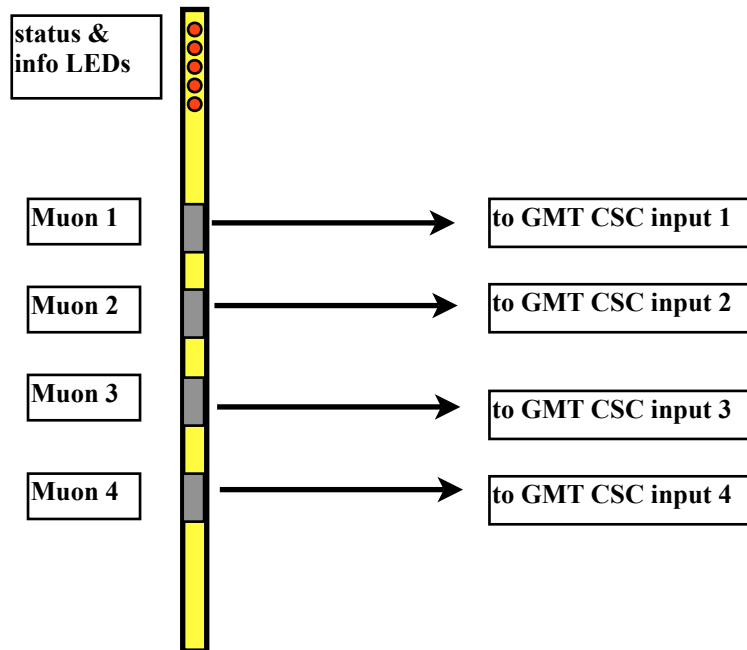 status &
info LEDs
Muon 1
to GMT CSC input 1
Muon 2
to GMT CSC input 2
Muon 3
to GMT CSC input 3
Muon 4
to GMT CSC input 4